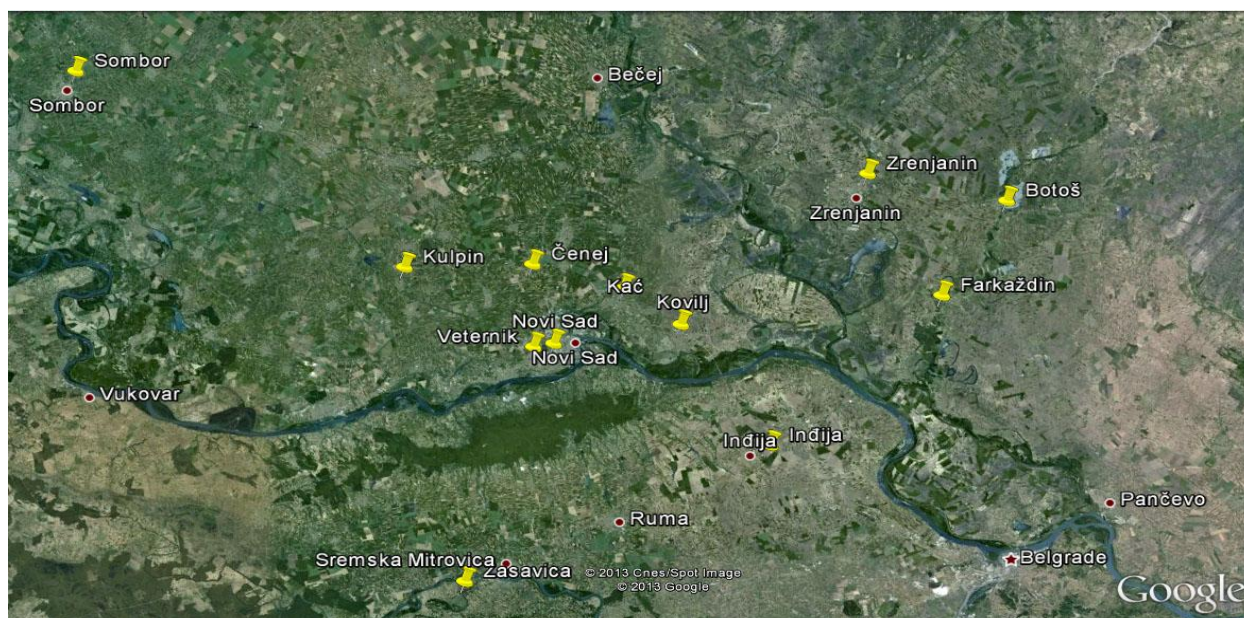 Sombor
Sombor
Bečej
Zrenjanin
Zrenjanin
Botoš
Kulpin
Čenej
Kać
Farkaždin
Kovilj
Novi Sad
Veternik
Novi Sad
Vukovar
Inđija
Inđija
Pančevo
Ruma
Sremska Mitrovica
Zasavica
© 2013 Cnes/Spot Image
© 2013 Google
Belgrade
Google